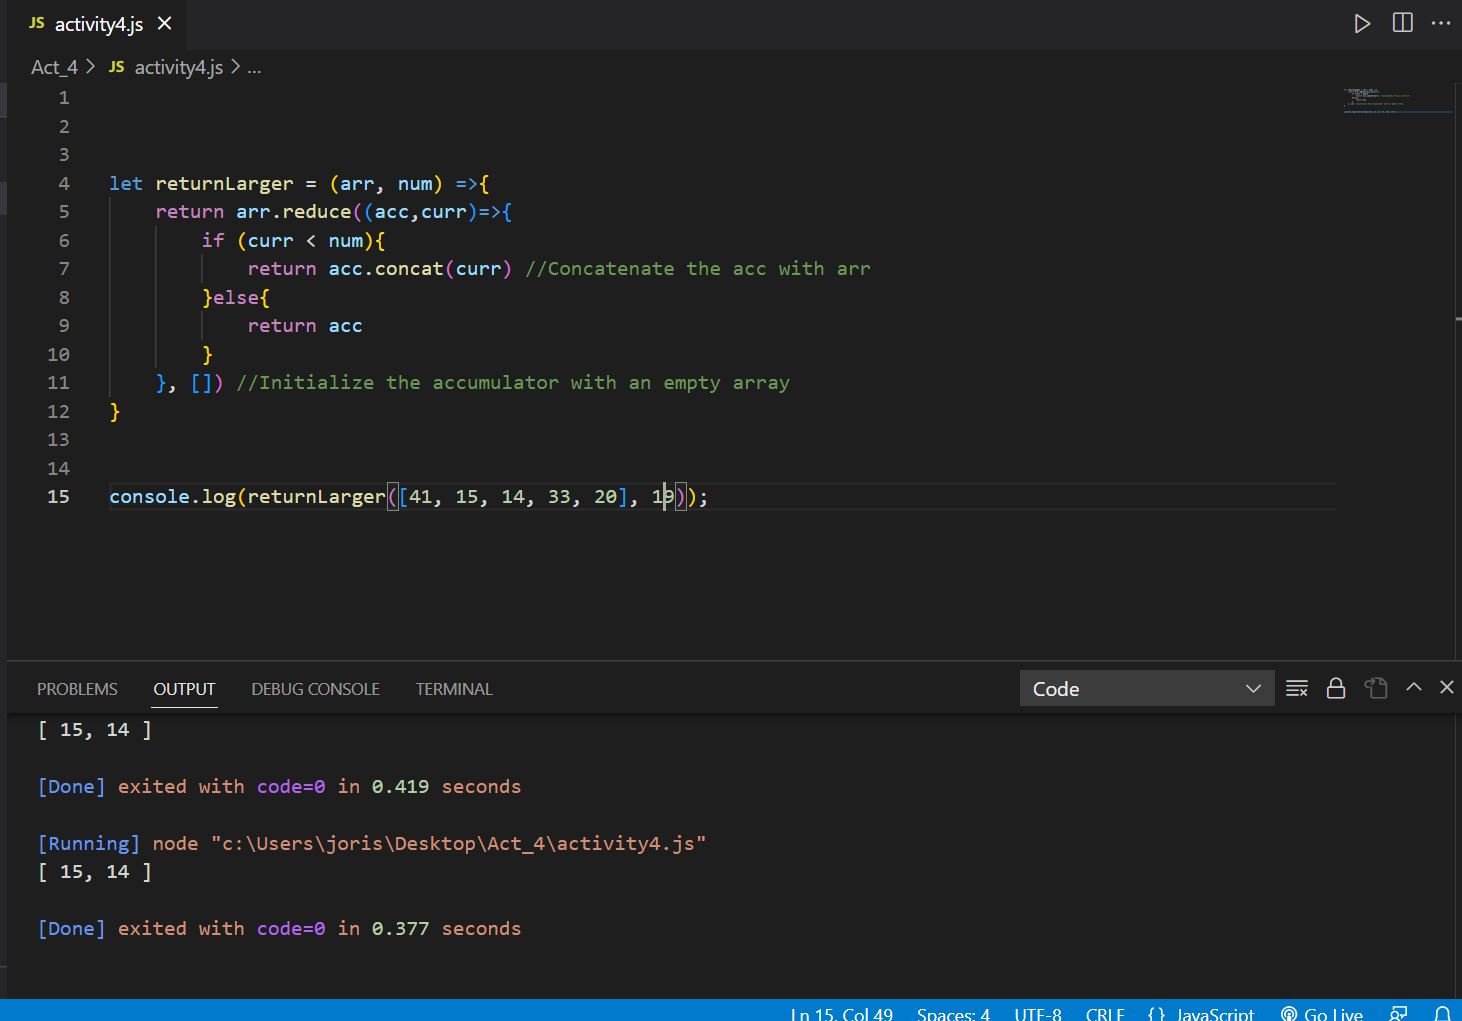 JS activity4.js
Act_4 > JS activity4.js > ...
1
2
3
4 let returnLarger = (arr, num) =>{
5 return arr.reduce((acc,curr)=>{
6 if (curr < num){
7 return acc.concat(curr) //Concatenate the acc with arr
8 }else{
9 return acc
10 }
11 }, []) //Initialize the accumulator with an empty array
12 }
13
14
15 console.log(returnLarger([41, 15, 14, 33, 20], 19));
PROBLEMS OUTPUT DEBUG CONSOLE TERMINAL Code
[ 15, 14 ]
[Done] exited with code=0 in 0.419 seconds
[Running] node "c:\Users\joris\Desktop\Act_4\activity4.js"
[ 15, 14 ]
[Done] exited with code=0 in 0.377 seconds
Ln 15, Col 49 Spaces: 4 UTF-8 CRLF {} JavaScript Go Live